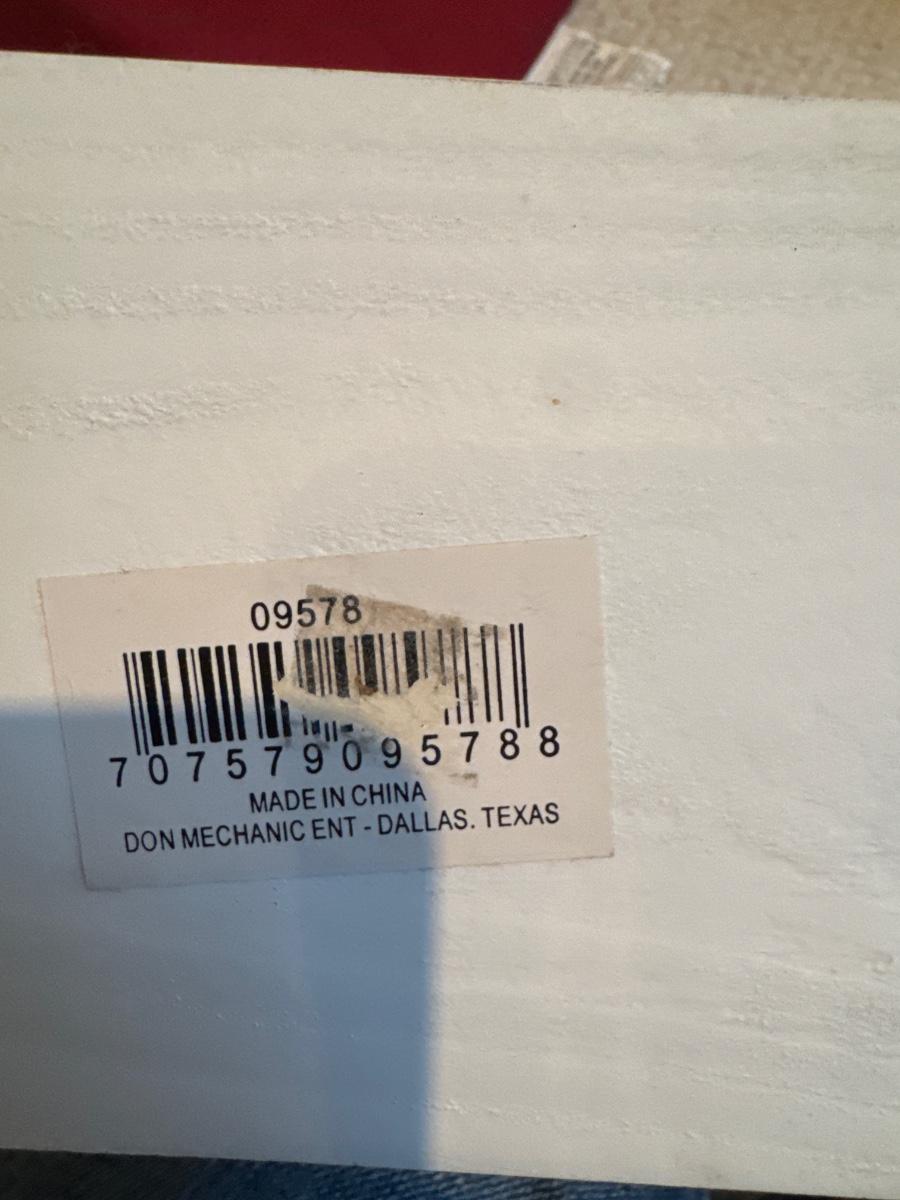 09578
707579095788
MADE IN CHINA
DON MECHANIC ENT - DALLAS. TEXAS